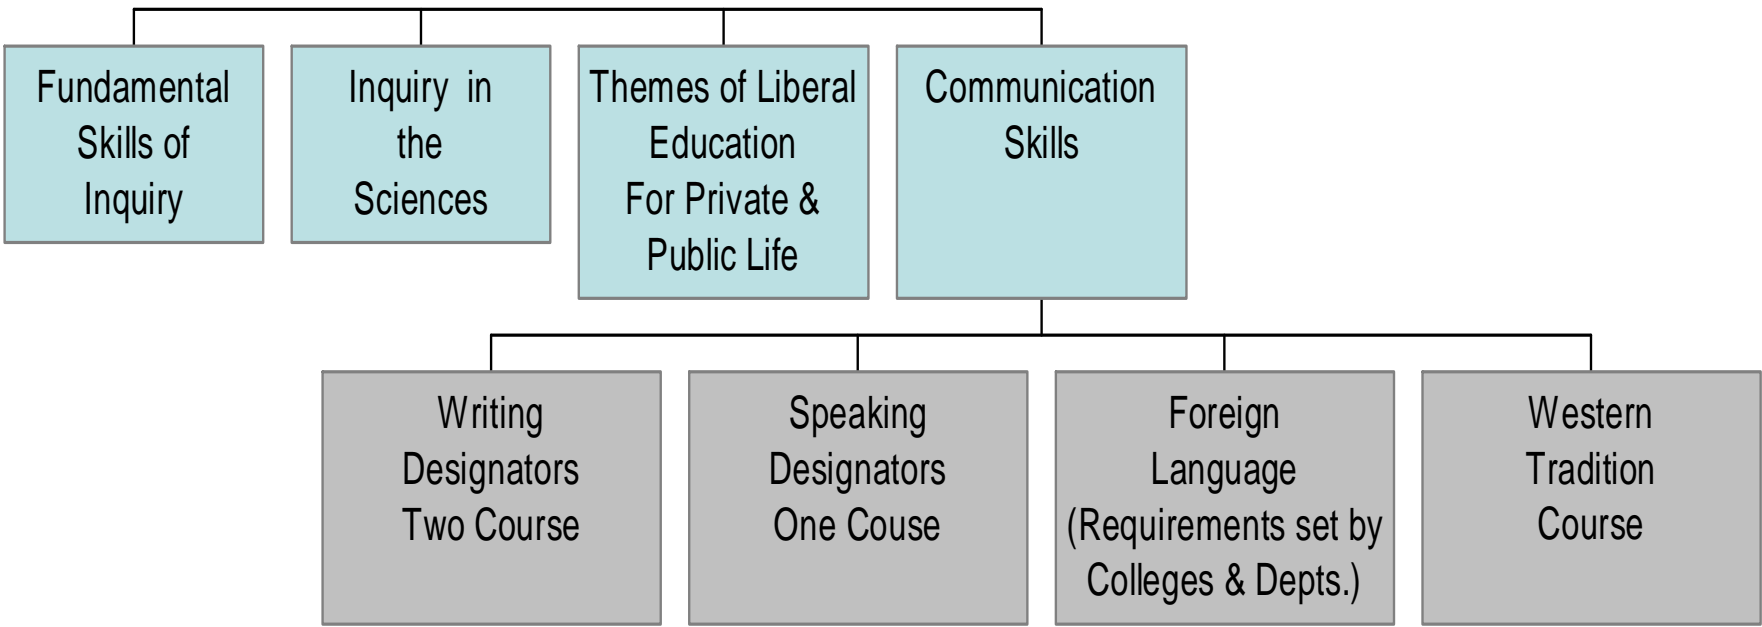 Fundamental
Skills of
Inquiry
Inquiry in
the
Sciences
Themes of Liberal
Education
For Private &
Public Life
Communication
Skills
Writing
Designators
Two Course
Speaking
Designators
One Couse
Foreign
Language
(Requirements set by
Colleges & Depts.)
Western
Tradition
Course